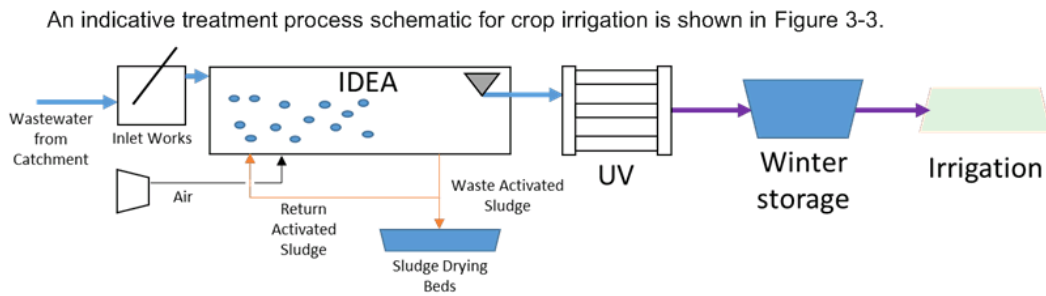 An indicative treatment process schematic for crop irrigation is shown in Figure 3-3.
IDEA
Wastewater
from
Catchment
Inlet Works
Air
Return
Activated
Sludge
Waste Activated
Sludge
Sludge Drying
Beds
UV
Winter
storage
Irrigation